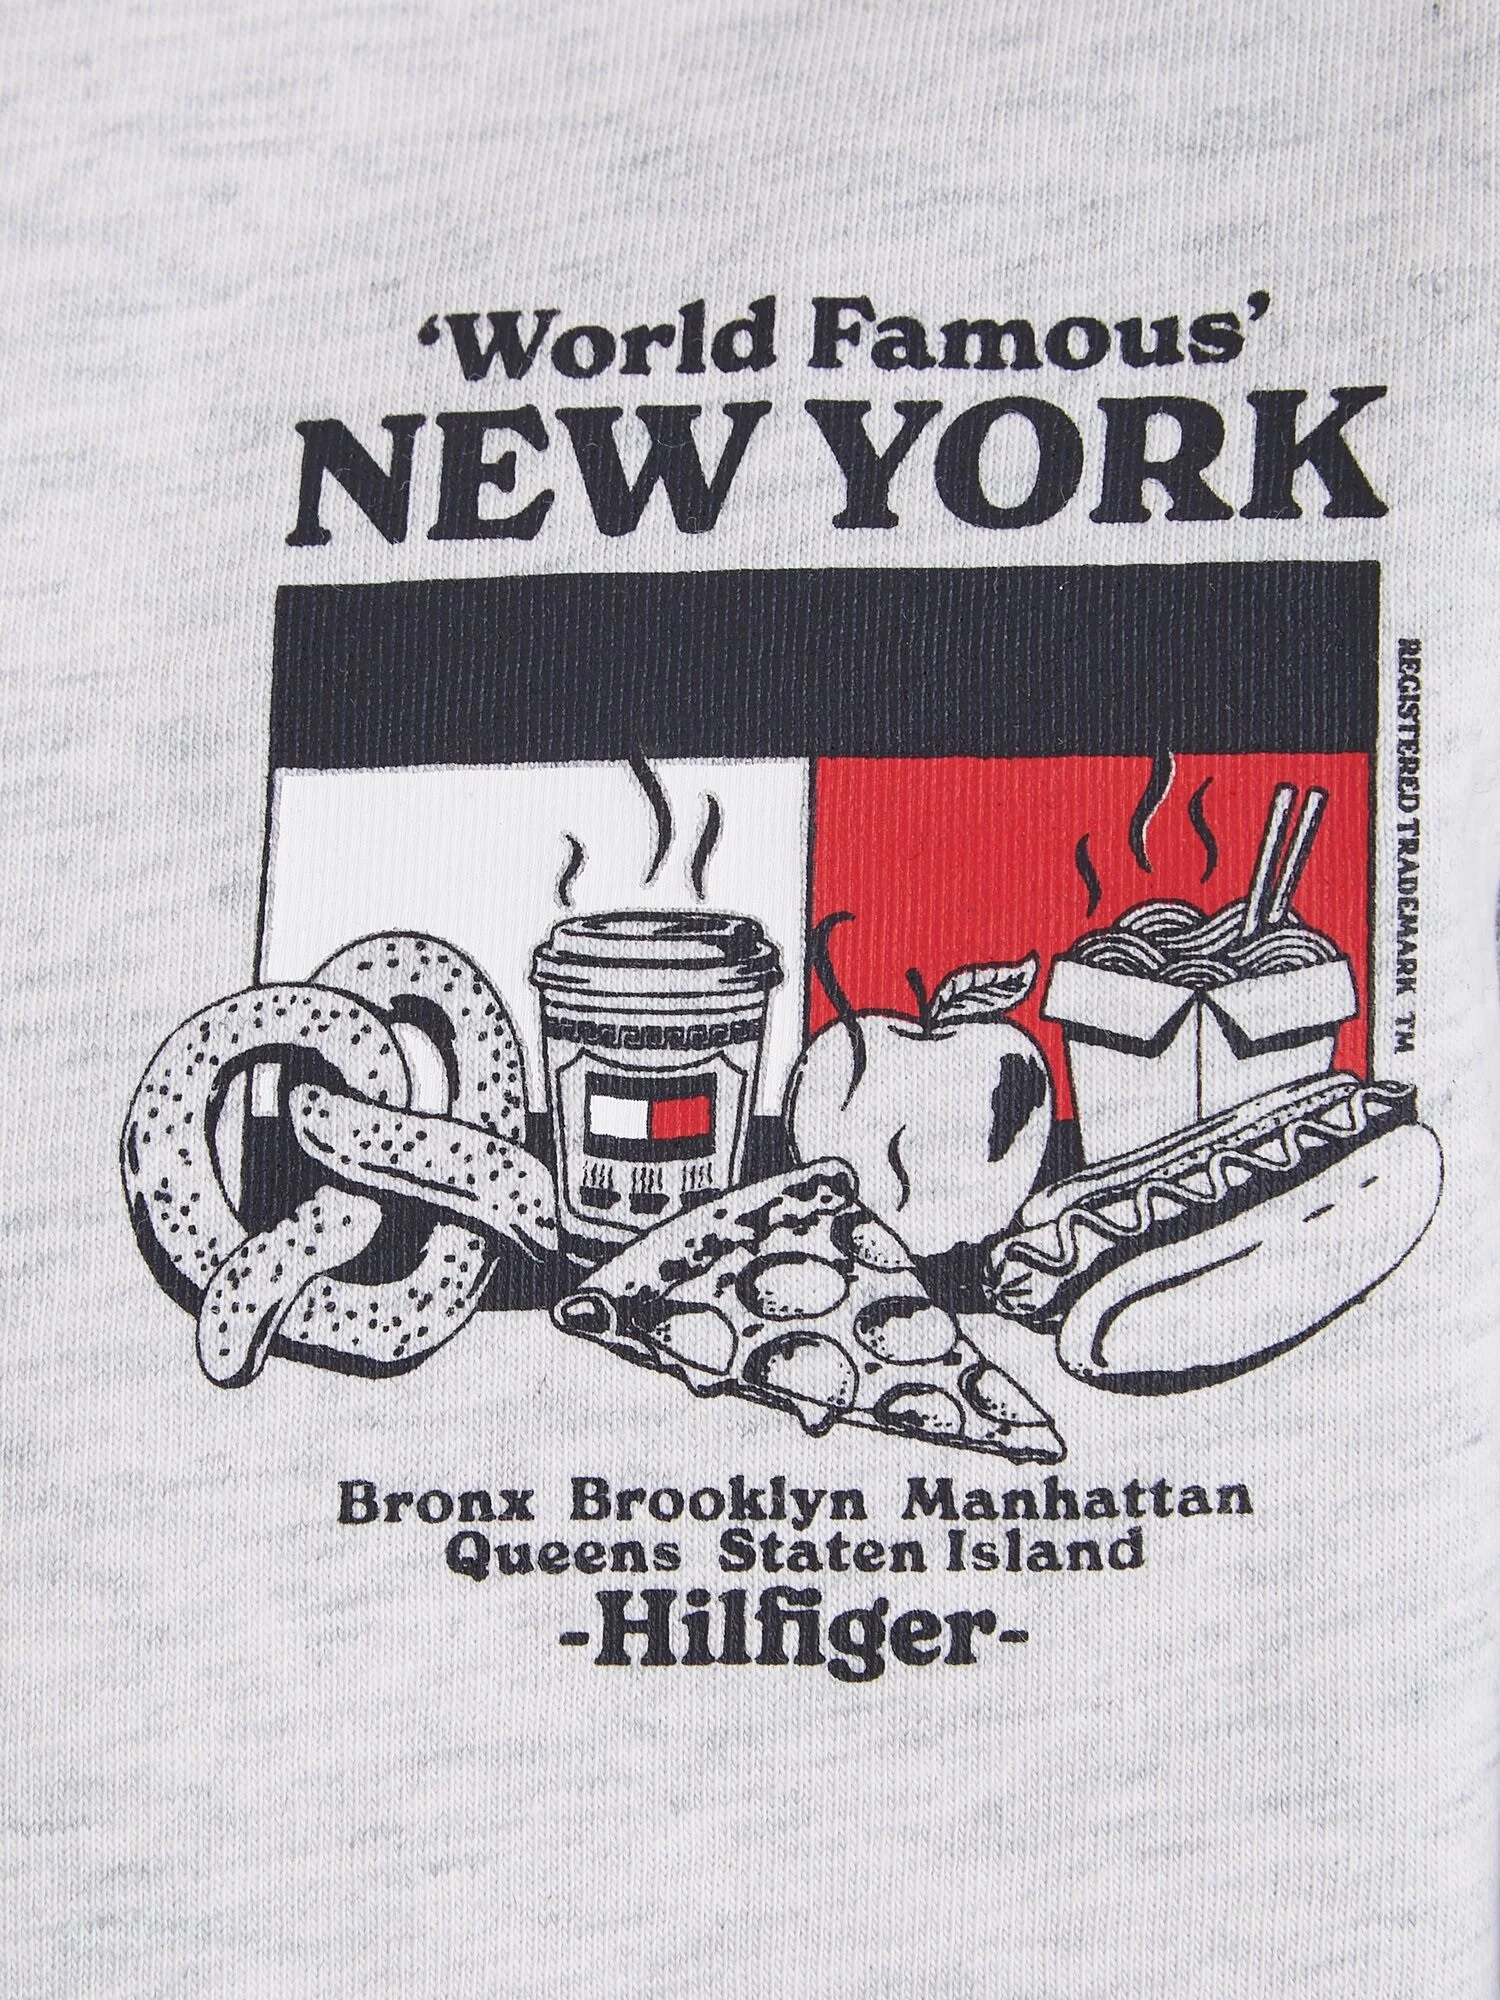 ‘World Famous’
NEW YORK
REGISTERED TRADEMARK TM
Bronx Brooklyn Manhattan
Queens Staten Island
-Hilfiger-